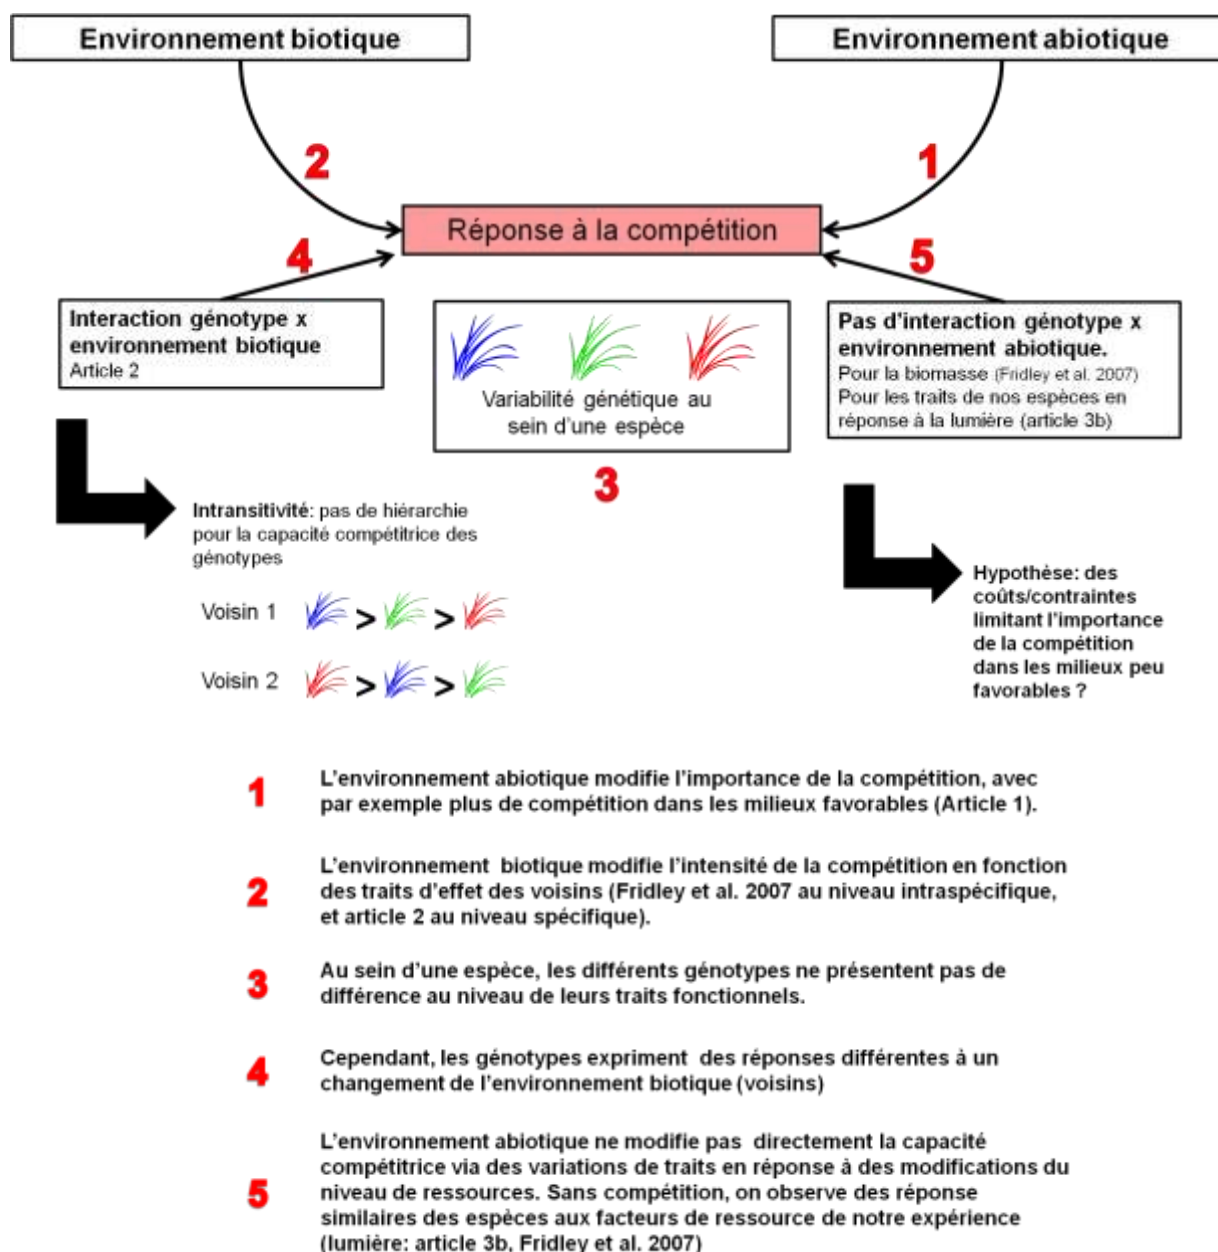 Environnement biotique
Environnement abiotique
2
1
Réponse à la compétition
4
5
Interaction génotype x
environnement biotique
Article 2
Variabilité génétique au
sein d'une espèce
3
Pas d'interaction génotype x
environnement abiotique.
Pour la biomasse (Fridley et al. 2007)
Pour les traits de nos espèces en
réponse à la lumière (article 3b)
Intransitivité: pas de hiérarchie
pour la capacité compétitrice des
génotypes
Voisin 1 > >
Voisin 2 > >
Hypothèse: des
coûts/contraintes
limitant l'importance
de la compétition
dans les milieux peu
favorables ?
1
L'environnement abiotique modifie l'importance de la compétition, avec
par exemple plus de compétition dans les milieux favorables (Article 1).
2
L'environnement biotique modifie l'intensité de la compétition en fonction
des traits d'effet des voisins (Fridley et al. 2007 au niveau intraspécifique,
et article 2 au niveau spécifique).
3
Au sein d'une espèce, les différents génotypes ne présentent pas de
différence au niveau de leurs traits fonctionnels.
4
Cependant, les génotypes expriment des réponses différentes à un
changement de l'environnement biotique (voisins)
5
L'environnement abiotique ne modifie pas directement la capacité
compétitrice via des variations de traits en réponse à des modifications du
niveau de ressources. Sans compétition, on observe des réponse
similaires des espèces aux facteurs de ressource de notre expérience
(lumière: article 3b, Fridley et al. 2007)